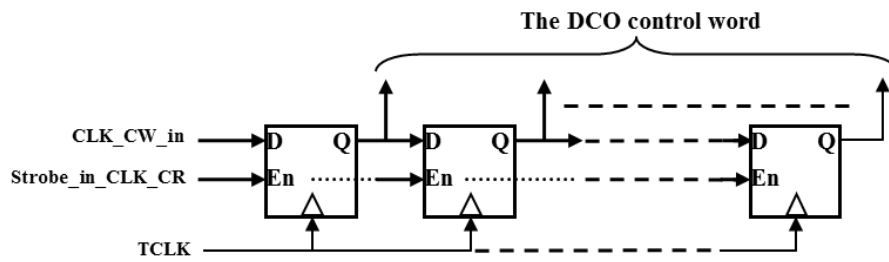 The DCO control word
CLK_CW_in
D Q D Q D Q
Strobe_in_CLK_CR
En En En
TCLK